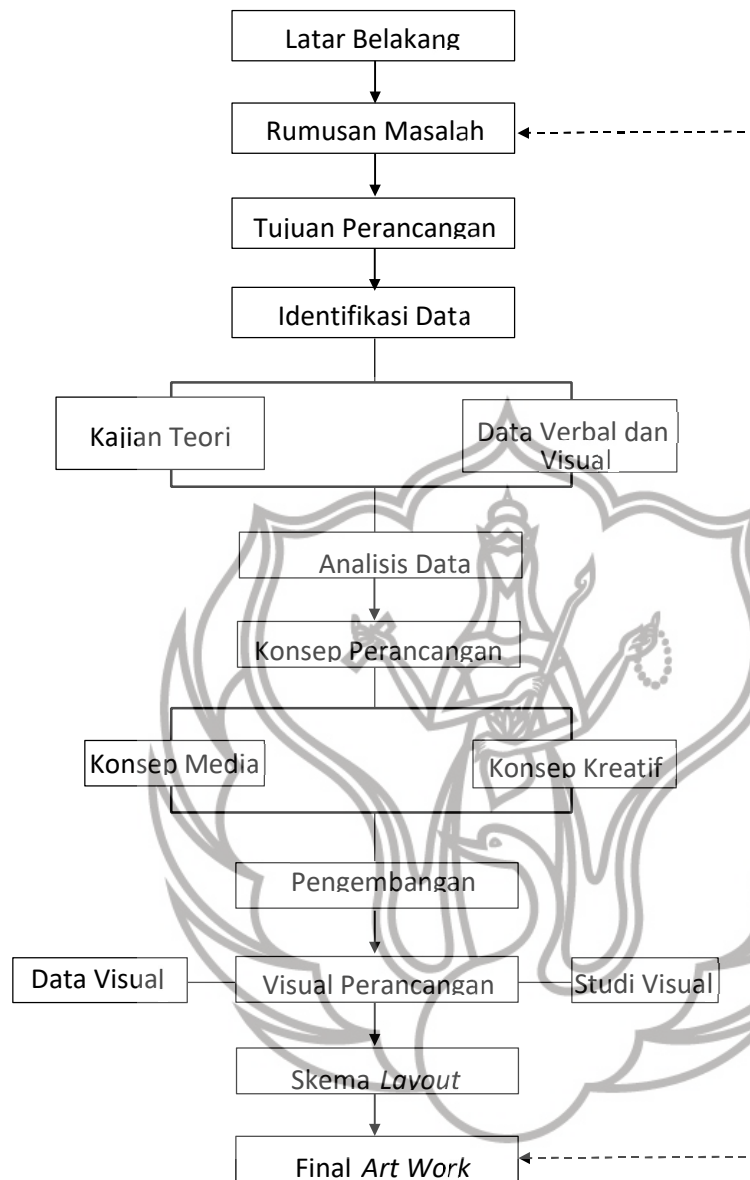 Latar Belakang
Rumusan Masalah
Tujuan Perancangan
Identifikasi Data
Kajian Teori
Data Verbal dan
Visual
Analisis Data
Konsep Perancangan
Konsep Media
Konsep Kreatif
Pengembangan
Data Visual
Visual Perancangan
Studi Visual
Skema Layout
Final Art Work